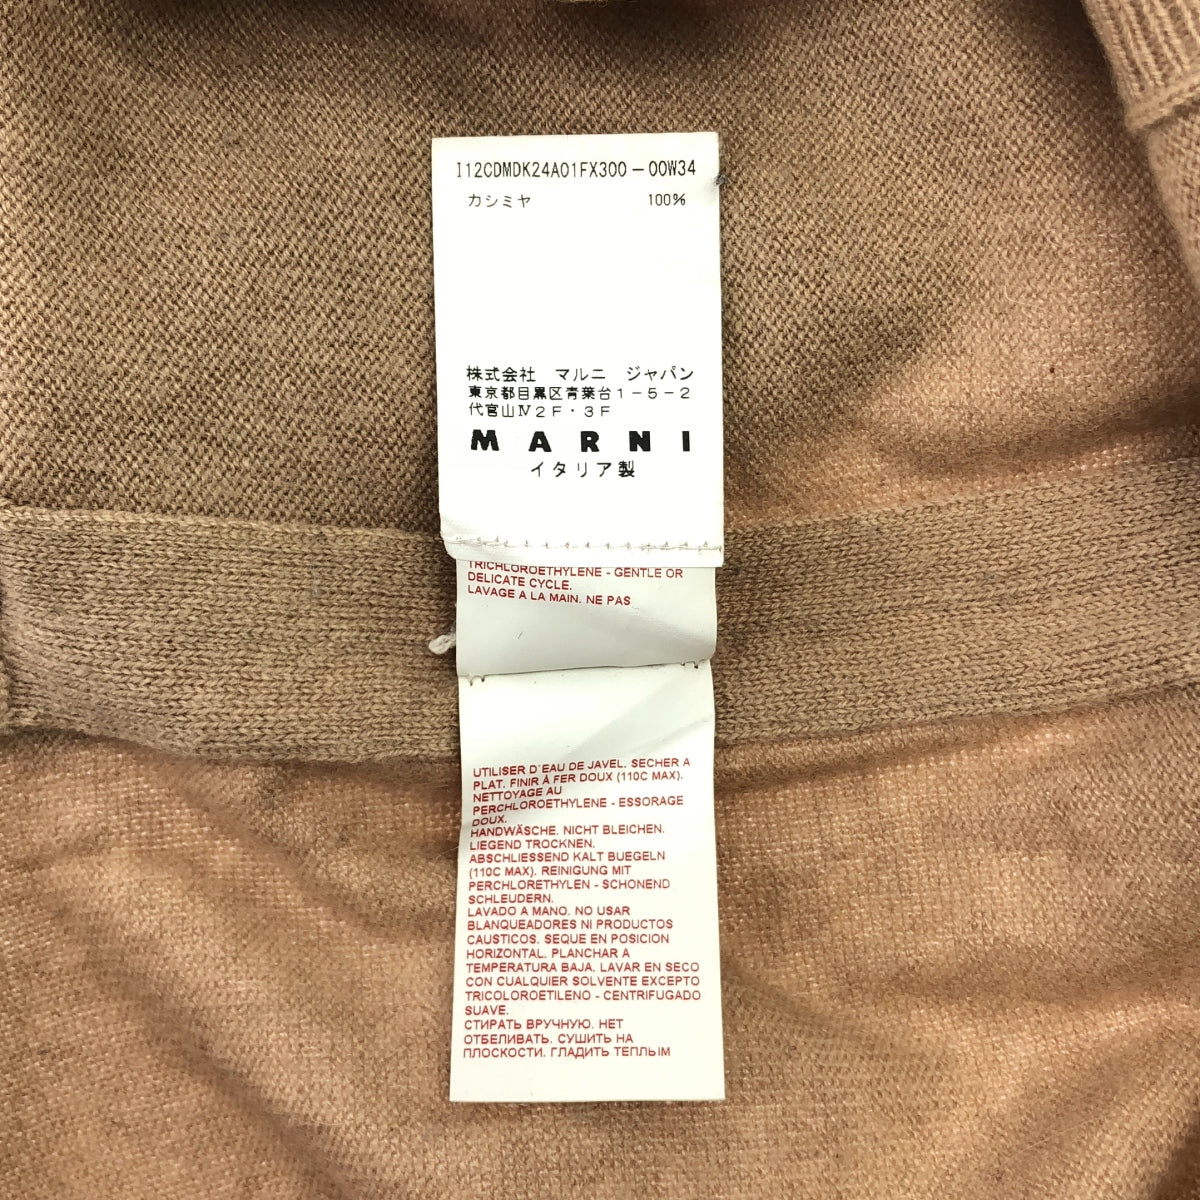 I12CDMDK24A01FX300-00W34
カシミヤ 100%
株式会社 マルニ ジャパン
東京都目黒区青葉台1-5-2
代官山Ⅳ2F・3F
MARNI
イタリア製
TRICHLOROETHYLENE - GENTLE OR
DELICATE CYCLE.
LAVAGE A LA MAIN. NE PAS
UTILISER D'EAU DE JAVEL. SECHER A
PLAT. FINIR À FER DOUX (110C MAX).
NETTOYAGE AU
PERCHLOROETHYLENE - ESSORAGE
DOUX.
HANDWÄSCHE. NICHT BLEICHEN.
LIEGEND TROCKNEN.
ABSCHLIESSEND KALT BUEGELN
(110C MAX). REINIGUNG MIT
PERCHLORETHYLEN - SCHONEND
SCHLEUDERN.
LAVADO A MANO. NO USAR
BLANQUEADORES NI PRODUCTOS
CAUSTICOS. SEQUE EN POSICION
HORIZONTAL. PLANCHAR A
TEMPERATURA BAJA. LAVAR EN SECO
CON CUALQUIER SOLVENTE EXCEPTO
TRICOLOROETILENO - CENTRIFUGADO
SUAVE.
СТИРАТЬ ВРУЧНУЮ. НЕТ
ОТБЕЛИВАТЬ. СУШИТЬ НА
ПЛОСКОСТИ. ГЛАДИТЬ ТЕПЛЫМ